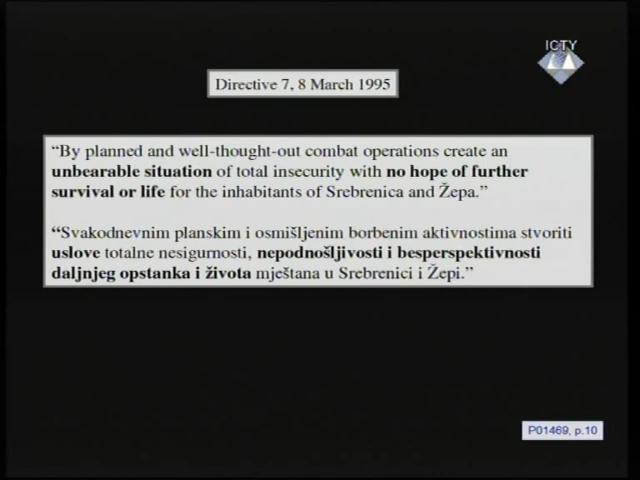 ICTY
Directive 7, 8 March 1995
“By planned and well-thought-out combat operations create an
unbearable situation of total insecurity with no hope of further
survival or life for the inhabitants of Srebrenica and Žepa.”
“Svakodnevnim planskim i osmišljenim borbenim aktivnostima stvoriti
uslove totalne nesigurnosti, nepodnošljivosti i besperspektivnosti
daljnjeg opstanka i života mještana u Srebrenici i Žepi.”
P01469, p.10